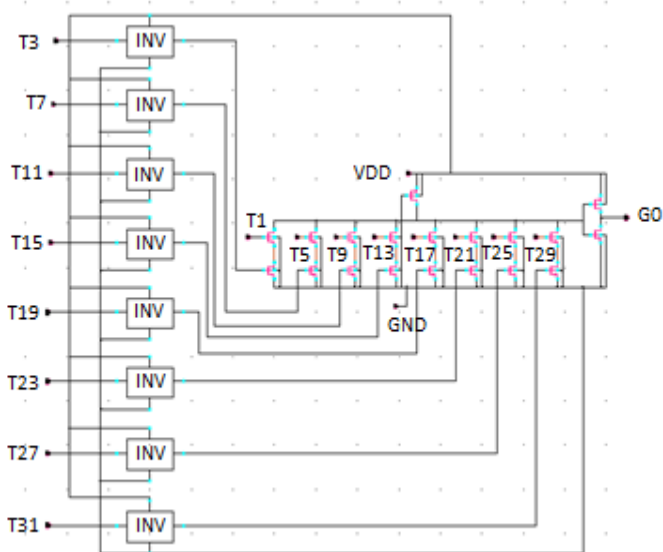 T3 INV
T7 INV
T11 INV
VDD
T15 INV
T1 T5 T9 T13 T17 T21 T25 T29 G0
GND
T19 INV
T23 INV
T27 INV
T31 INV